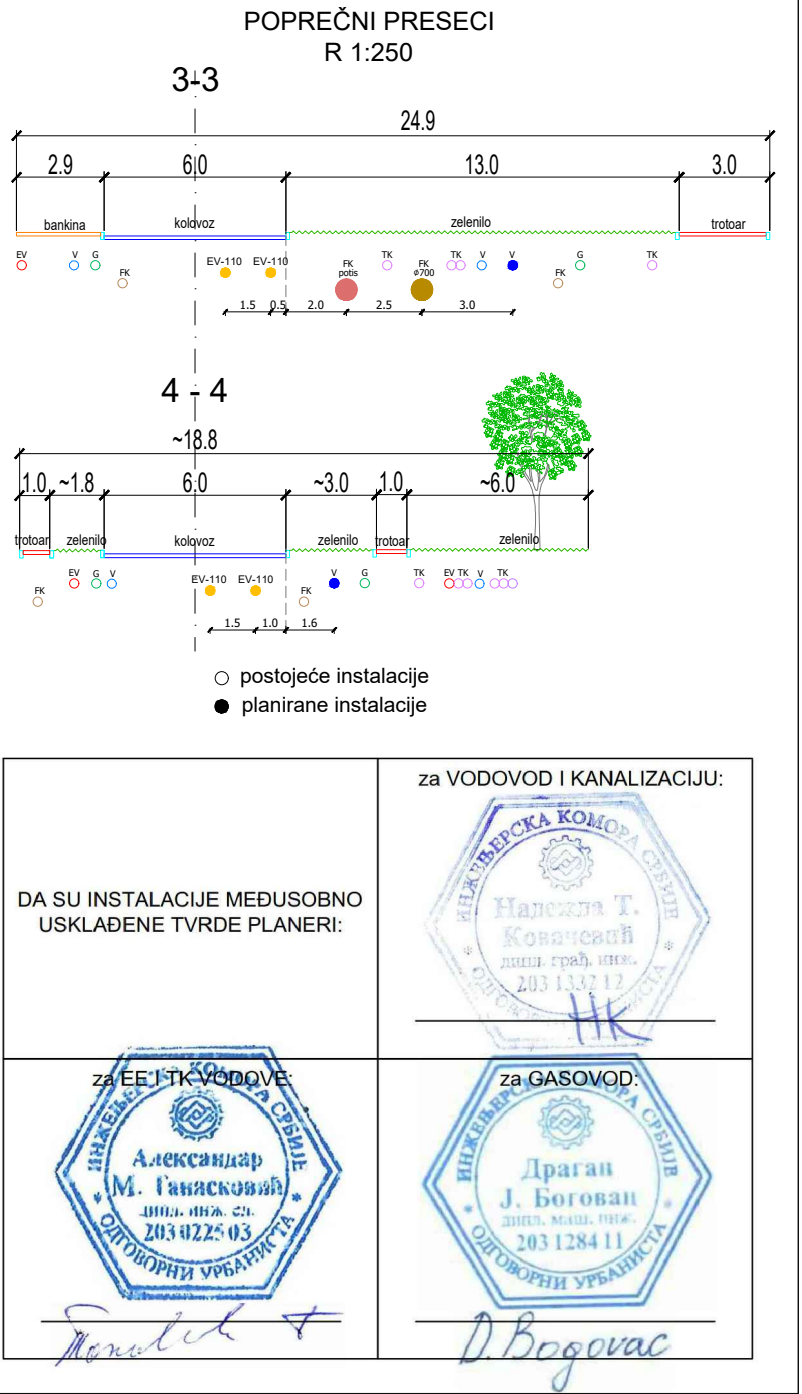 POPREČNI PRESECI
R 1:250
3-3
24.9
2.9 6.0 13.0 3.0
bankina kolovoz zelenilo trotoar
EV V G FK EV-110 EV-110 FK potis TK FK ø700 TK V V FK G TK
1.5 0.5 2.0 2.5 3.0
4 - 4
~18.8
1.0 ~1.8 6.0 ~3.0 1.0 ~6.0
trotoar zelenilo kolovoz zelenilo trotoar zelenilo
FK EV G V EV-110 EV-110 FK V G TK EV TK V TK
1.5 1.0 1.6
postojeće instalacije
planirane instalacije
DA SU INSTALACIJE MEĐUSOBNO
USKLAĐENE TVRDE PLANERI:
za VODOVOD I KANALIZACIJU:
ИНЖЕЊЕРСКА КОМОРА СРБИЈЕ
Надежда Т.
Ковачевић
дипл. грађ. инж.
203 1332 12
ОДГОВОРНИ УРБАНИСТА
НК
za EE I TK VODOVE:
ИНЖЕЊЕРСКА КОМОРА СРБИЈЕ
Александар
М. Танасковић
дипл. инж. ел.
203 0225 03
ОДГОВОРНИ УРБАНИСТА
za GASOVOD:
ИНЖЕЊЕРСКА КОМОРА СРБИЈЕ
Драган
Ј. Боговац
дипл. маш. инж.
203 1284 11
ОДГОВОРНИ УРБАНИСТА
D. Bogovac